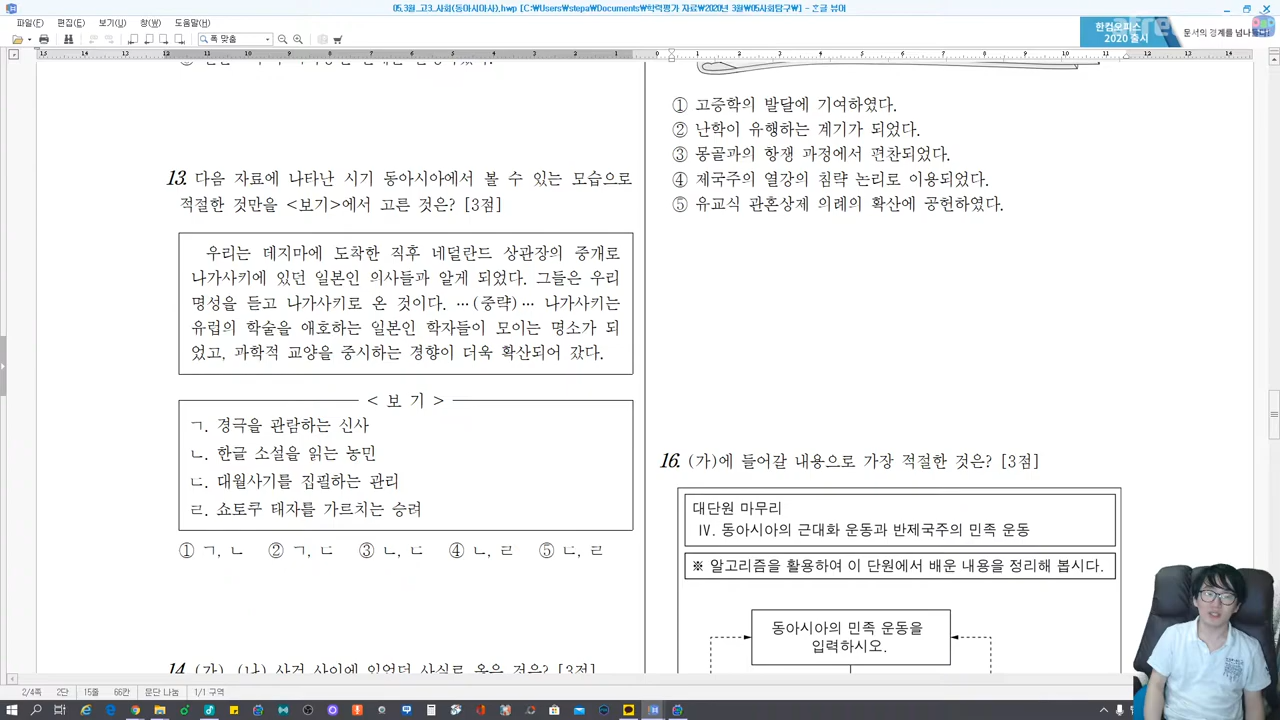 05.3월_고3_사회(동아시아사).hwp [C:₩Users₩stepa₩Documents₩학력평가 자료₩2020년 3월₩05사회탐구₩] - 흔글 뷰어
파일(F) 편집(E) 보기(U) 창(W) 도움말(H)
한컴오피스
2020 출시
문서의 경계를 넘나들다
폭 맞춤
13. 다음 자료에 나타난 시기 동아시아에서 볼 수 있는 모습으로
적절한 것만을 <보기>에서 고른 것은? [3점]
우리는 데지마에 도착한 직후 네덜란드 상관장의 중개로
나가사키에 있던 일본인 의사들과 알게 되었다. 그들은 우리
명성을 듣고 나가사키로 온 것이다. …(중략)… 나가사키는
유럽의 학술을 애호하는 일본인 학자들이 모이는 명소가 되
었고, 과학적 교양을 중시하는 경향이 더욱 확산되어 갔다.
< 보 기 >
ㄱ. 경극을 관람하는 신사
ㄴ. 한글 소설을 읽는 농민
ㄷ. 대월사기를 집필하는 관리
ㄹ. 쇼토쿠 태자를 가르치는 승려
① ㄱ, ㄴ ② ㄱ, ㄷ ③ ㄴ, ㄷ ④ ㄴ, ㄹ ⑤ ㄷ, ㄹ
14. (가), (나) 사건 사이에 있었던 사실로 옳은 것은? [3점]
① 고증학의 발달에 기여하였다.
② 난학이 유행하는 계기가 되었다.
③ 몽골과의 항쟁 과정에서 편찬되었다.
④ 제국주의 열강의 침략 논리로 이용되었다.
⑤ 유교식 관혼상제 의례의 확산에 공헌하였다.
16. (가)에 들어갈 내용으로 가장 적절한 것은? [3점]
대단원 마무리
Ⅳ. 동아시아의 근대화 운동과 반제국주의 민족 운동
※ 알고리즘을 활용하여 이 단원에서 배운 내용을 정리해 봅시다.
동아시아의 민족 운동을
입력하시오.
2/4쪽 2단 15줄 66칸 문단 나눔 1/1 구역